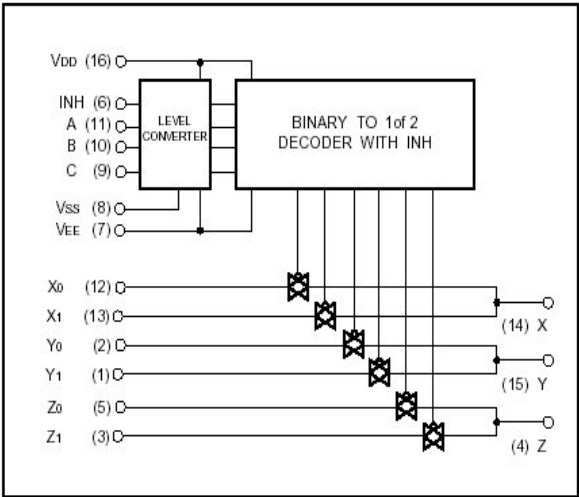 VDD (16)
INH (6)
A (11)
B (10)
C (9)
VSS (8)
VEE (7)
LEVEL
CONVERTER
BINARY TO 1of 2
DECODER WITH INH
X0 (12)
X1 (13)
Y0 (2)
Y1 (1)
Z0 (5)
Z1 (3)
(14) X
(15) Y
(4) Z